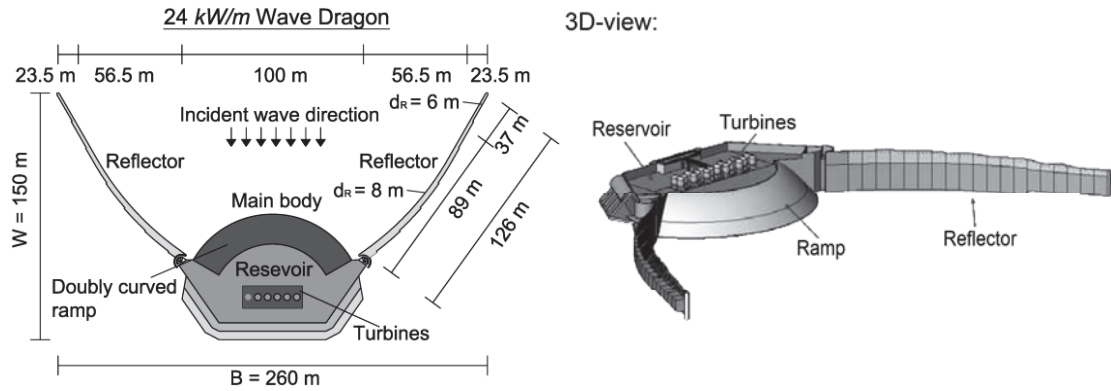 24 kW/m Wave Dragon
3D-view:
23.5 m 56.5 m 100 m 56.5 m 23.5 m
dR = 6 m
Incident wave direction
37 m
Reflector Reflector
dR = 8 m
89 m
126 m
W = 150 m
Main body
Resevoir
Doubly curved
ramp
Turbines
B = 260 m
Turbines
Reservoir
Ramp
Reflector